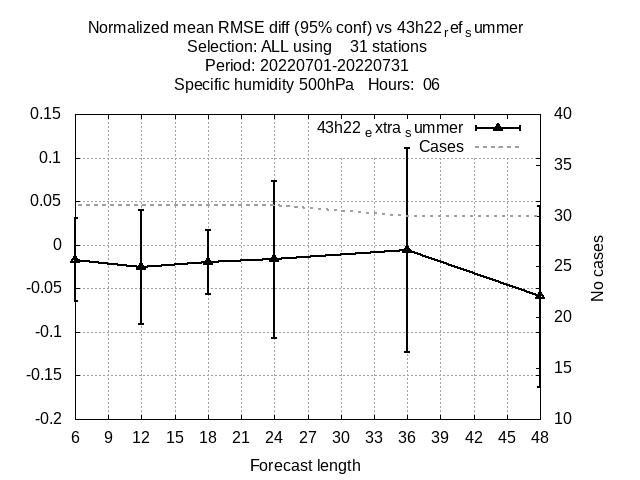 Normalized mean RMSE diff (95% conf) vs 43h22refsummer
Selection: ALL using 31 stations
Period: 20220701-20220731
Specific humidity 500hPa Hours: 06
43h22extrasummer
Cases
0.15
0.1
0.05
0
-0.05
-0.1
-0.15
-0.2
40
35
30
25
20
15
10
No cases
6 9 12 15 18 21 24 27 30 33 36 39 42 45 48
Forecast length